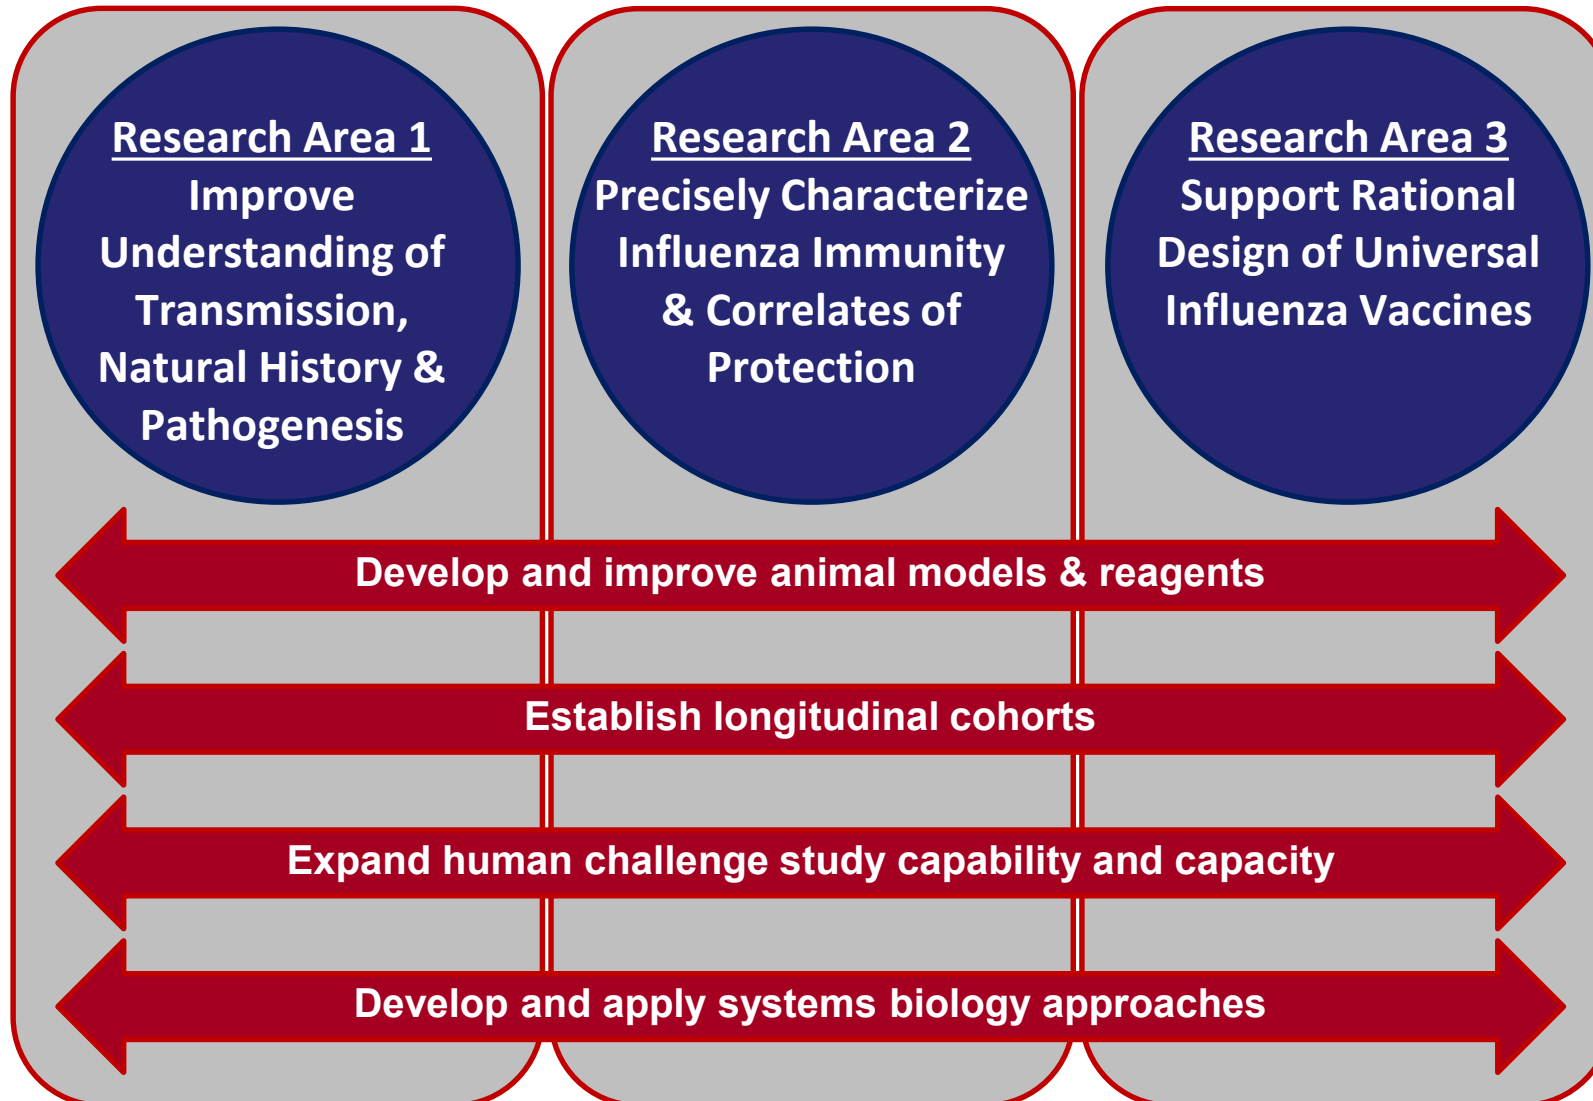 Research Area 1
Improve
Understanding of
Transmission,
Natural History &
Pathogenesis
Research Area 2
Precisely Characterize
Influenza Immunity
& Correlates of
Protection
Research Area 3
Support Rational
Design of Universal
Influenza Vaccines
Develop and improve animal models & reagents
Establish longitudinal cohorts
Expand human challenge study capability and capacity
Develop and apply systems biology approaches